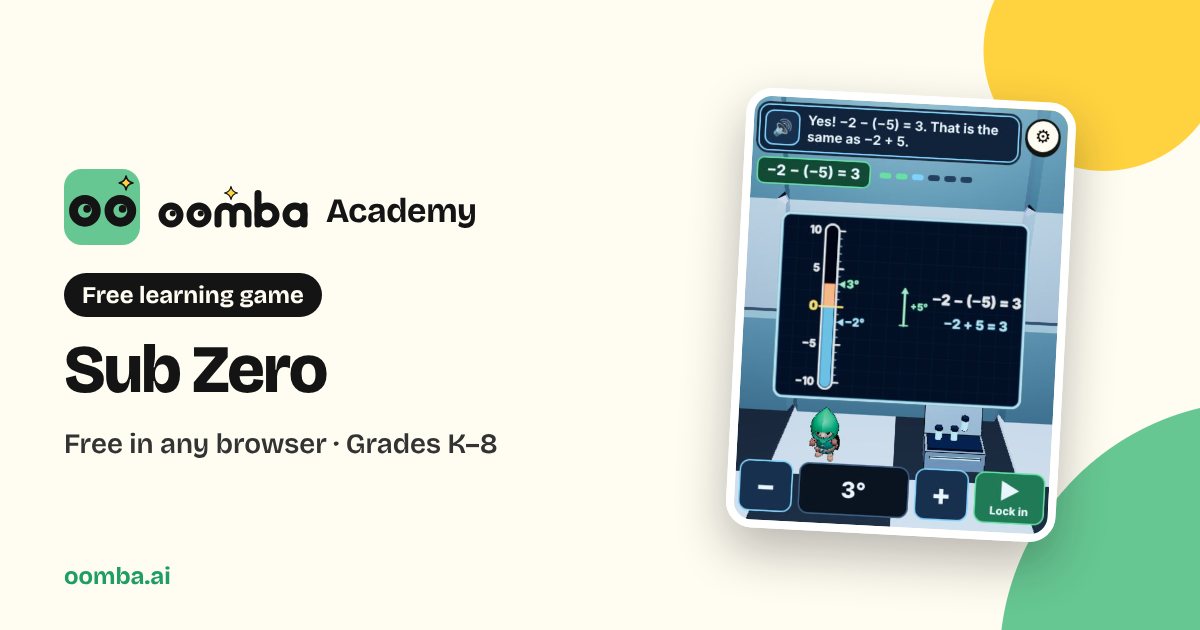 oomba Academy
Free learning game
Sub Zero
Free in any browser · Grades K–8
oomba.ai
Yes! −2 − (−5) = 3. That is the
same as −2 + 5.
−2 − (−5) = 3
10
5
3°
0
−2°
−5
−10
+5°
−2 − (−5) = 3
−2 + 5 = 3
−
3°
+
Lock in